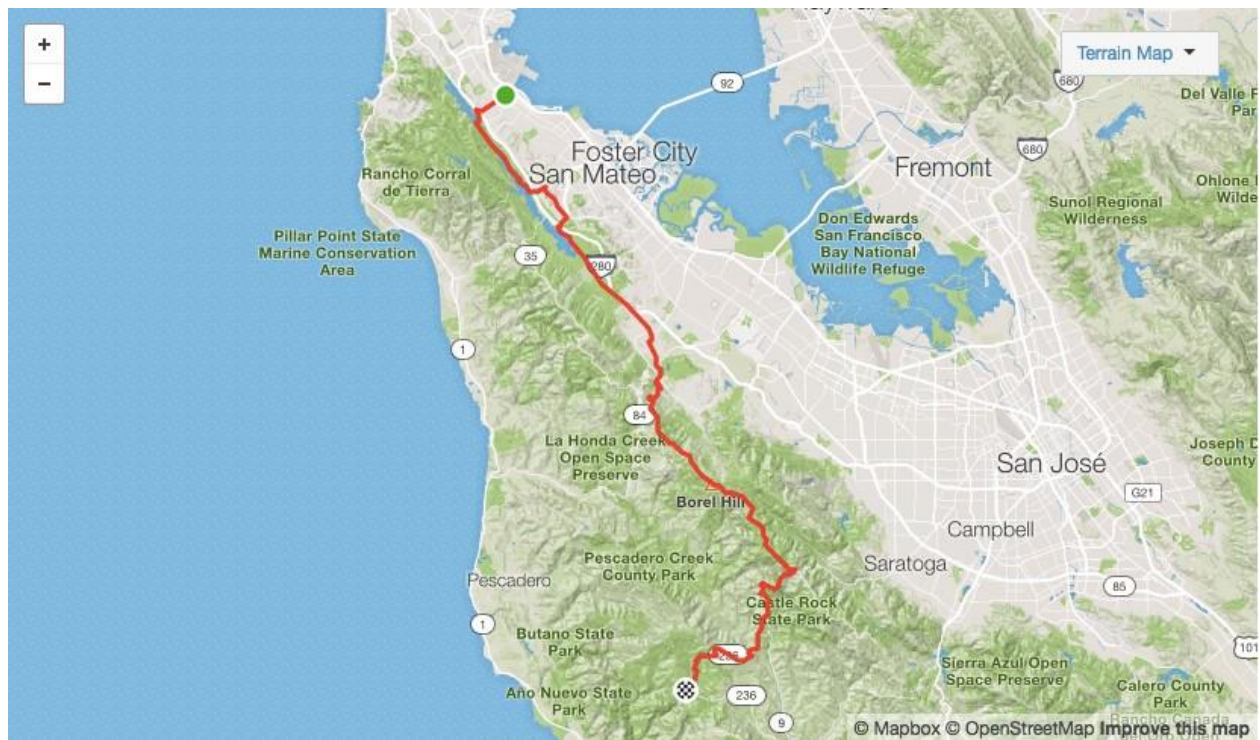 +
−
Terrain Map
92
680
Del Valle R
Par
Foster City
San Mateo
Rancho Corral
de Tierra
Fremont
680
Ohlone
Wilde
Sunol Regional
Wilderness
Don Edwards
San Francisco
Bay National
Wildlife Refuge
Pillar Point State
Marine Conservation
Area
35
280
1
84
La Honda Creek
Open Space
Preserve
Joseph D
County
San José
G21
Borel Hill
Campbell
Pescadero Creek
County Park
Saratoga
Pescadero
85
Castle Rock
State Park
1
Butano State
Park
101
236
Sierra Azul Open
Space Preserve
Año Nuevo State
Park
236
Calero County
Park
9
© Mapbox © OpenStreetMap Improve this map